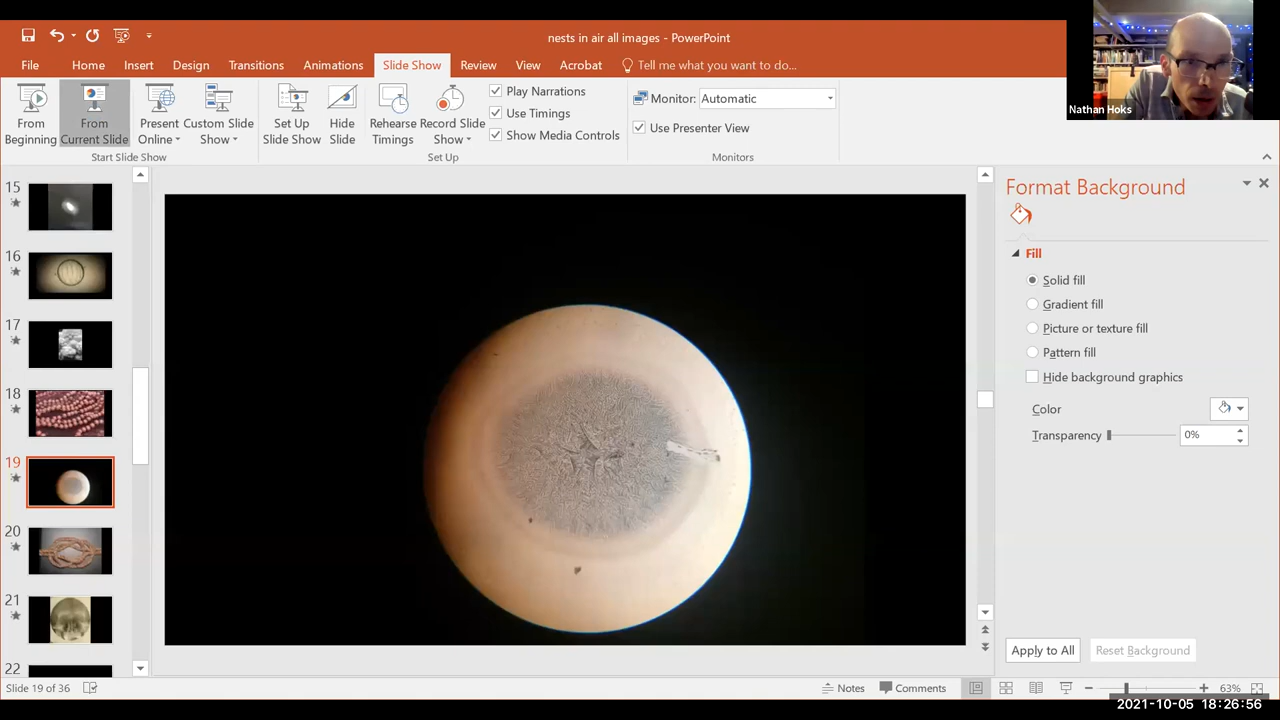 nests in air all images - PowerPoint
File Home Insert Design Transitions Animations Slide Show Review View Acrobat Tell me what you want to do...
From Beginning
From Current Slide
Present Online
Custom Slide Show
Start Slide Show
Set Up Slide Show
Hide Slide
Rehearse Timings
Record Slide Show
Play Narrations
Use Timings
Show Media Controls
Set Up
Monitor: Automatic
Use Presenter View
Monitors
Nathan Hoks
15
16
17
18
19
20
21
22
Format Background
Fill
Solid fill
Gradient fill
Picture or texture fill
Pattern fill
Hide background graphics
Color
Transparency 0%
Apply to All Reset Background
Slide 19 of 36 Notes Comments 63%
2021-10-05 18:26:56